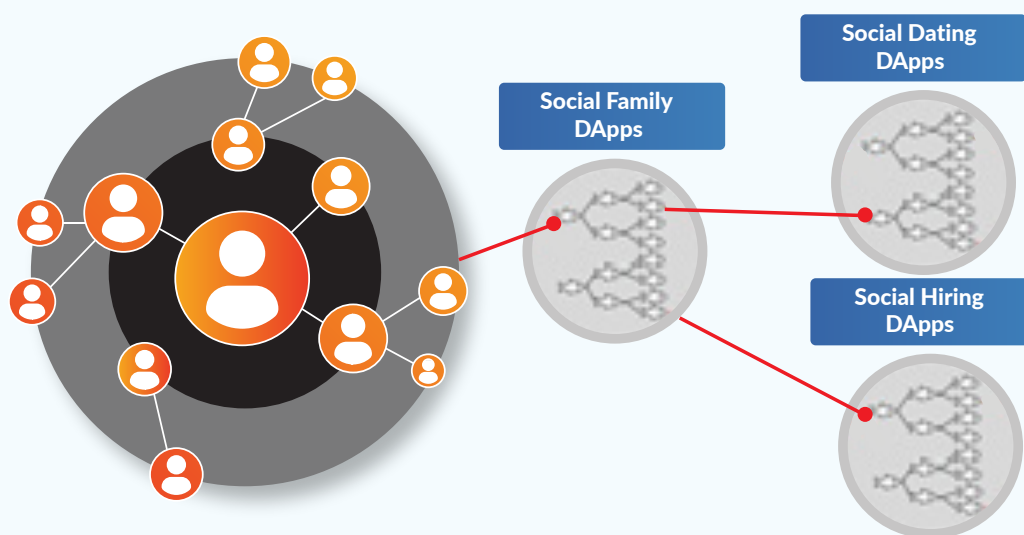 Social Family
DApps
Social Dating
DApps
Social Hiring
DApps